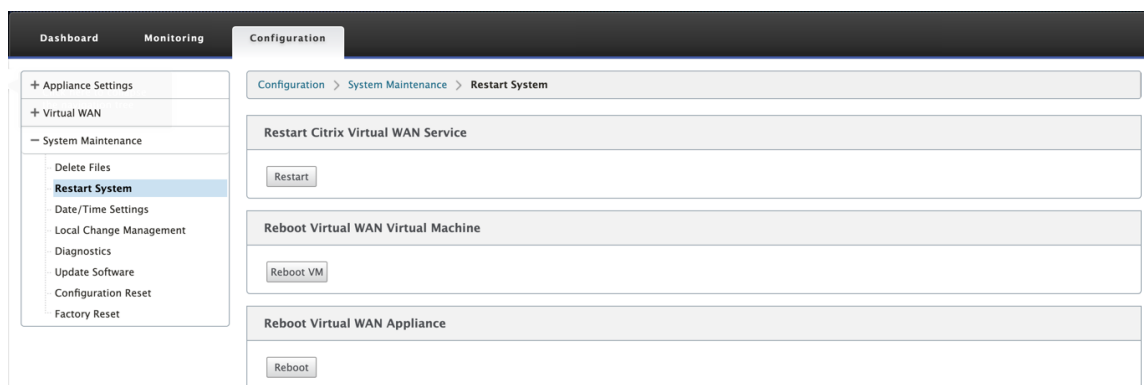 Dashboard Monitoring Configuration
+ Appliance Settings
+ Virtual WAN
− System Maintenance
Delete Files
Restart System
Date/Time Settings
Local Change Management
Diagnostics
Update Software
Configuration Reset
Factory Reset
Configuration > System Maintenance > Restart System
Restart Citrix Virtual WAN Service
Restart
Reboot Virtual WAN Virtual Machine
Reboot VM
Reboot Virtual WAN Appliance
Reboot